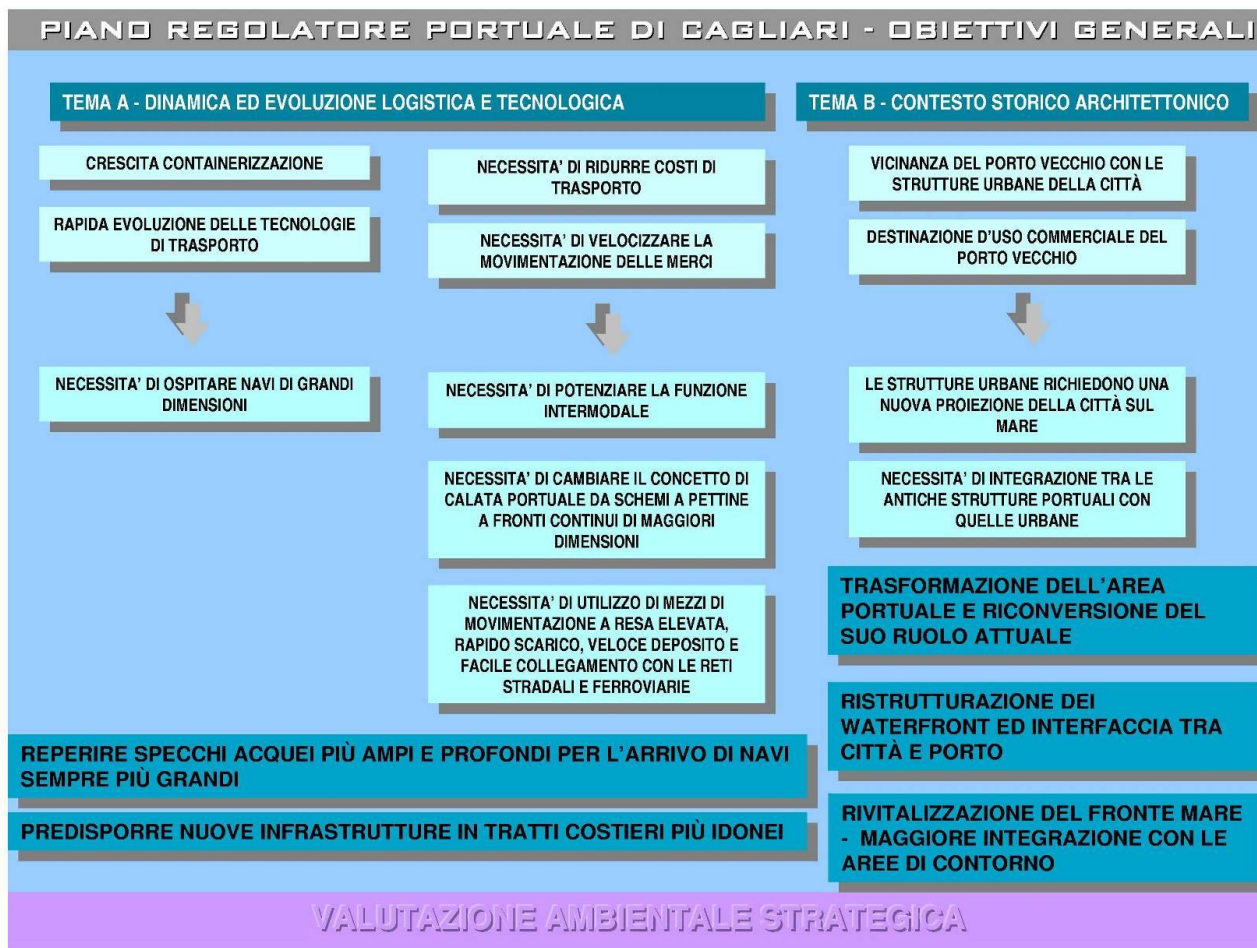 PIANO REGOLATORE PORTUALE DI CAGLIARI - OBIETTIVI GENERALI
TEMA A - DINAMICA ED EVOLUZIONE LOGISTICA E TECNOLOGICA
CRESCITA CONTAINERIZZAZIONE
RAPIDA EVOLUZIONE DELLE TECNOLOGIE
DI TRASPORTO
NECESSITA' DI OSPITARE NAVI DI GRANDI
DIMENSIONI
NECESSITA' DI RIDURRE COSTI DI
TRASPORTO
NECESSITA' DI VELOCIZZARE LA
MOVIMENTAZIONE DELLE MERCI
NECESSITA' DI POTENZIARE LA FUNZIONE
INTERMODALE
NECESSITA' DI CAMBIARE IL CONCETTO DI
CALATA PORTUALE DA SCHEMI A PETTINE
A FRONTI CONTINUI DI MAGGIORI
DIMENSIONI
NECESSITA' DI UTILIZZO DI MEZZI DI
MOVIMENTAZIONE A RESA ELEVATA,
RAPIDO SCARICO, VELOCE DEPOSITO E
FACILE COLLEGAMENTO CON LE RETI
STRADALI E FERROVIARIE
REPERIRE SPECCHI ACQUEI PIÙ AMPI E PROFONDI PER L'ARRIVO DI NAVI
SEMPRE PIÙ GRANDI
PREDISPORRE NUOVE INFRASTRUTTURE IN TRATTI COSTIERI PIÙ IDONEI
TEMA B - CONTESTO STORICO ARCHITETTONICO
VICINANZA DEL PORTO VECCHIO CON LE
STRUTTURE URBANE DELLA CITTÀ
DESTINAZIONE D'USO COMMERCIALE DEL
PORTO VECCHIO
LE STRUTTURE URBANE RICHIEDONO UNA
NUOVA PROIEZIONE DELLA CITTÀ SUL
MARE
NECESSITA' DI INTEGRAZIONE TRA LE
ANTICHE STRUTTURE PORTUALI CON
QUELLE URBANE
TRASFORMAZIONE DELL'AREA
PORTUALE E RICONVERSIONE DEL
SUO RUOLO ATTUALE
RISTRUTTURAZIONE DEI
WATERFRONT ED INTERFACCIA TRA
CITTÀ E PORTO
RIVITALIZZAZIONE DEL FRONTE MARE
- MAGGIORE INTEGRAZIONE CON LE
AREE DI CONTORNO
VALUTAZIONE AMBIENTALE STRATEGICA